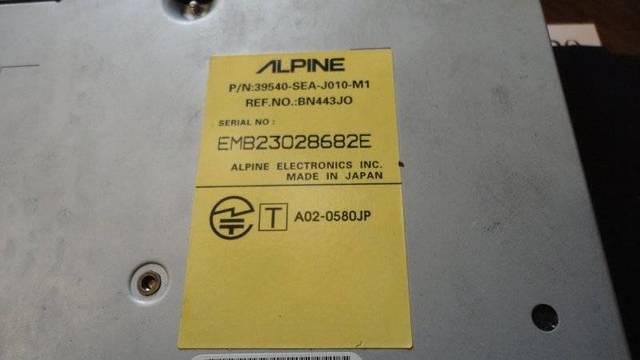 ALPINE
P/N:39540-SEA-J010-M1
REF.NO.:BN443JO
SERIAL NO :
EMB23028682E
ALPINE ELECTRONICS INC.
MADE IN JAPAN
T A02-0580JP